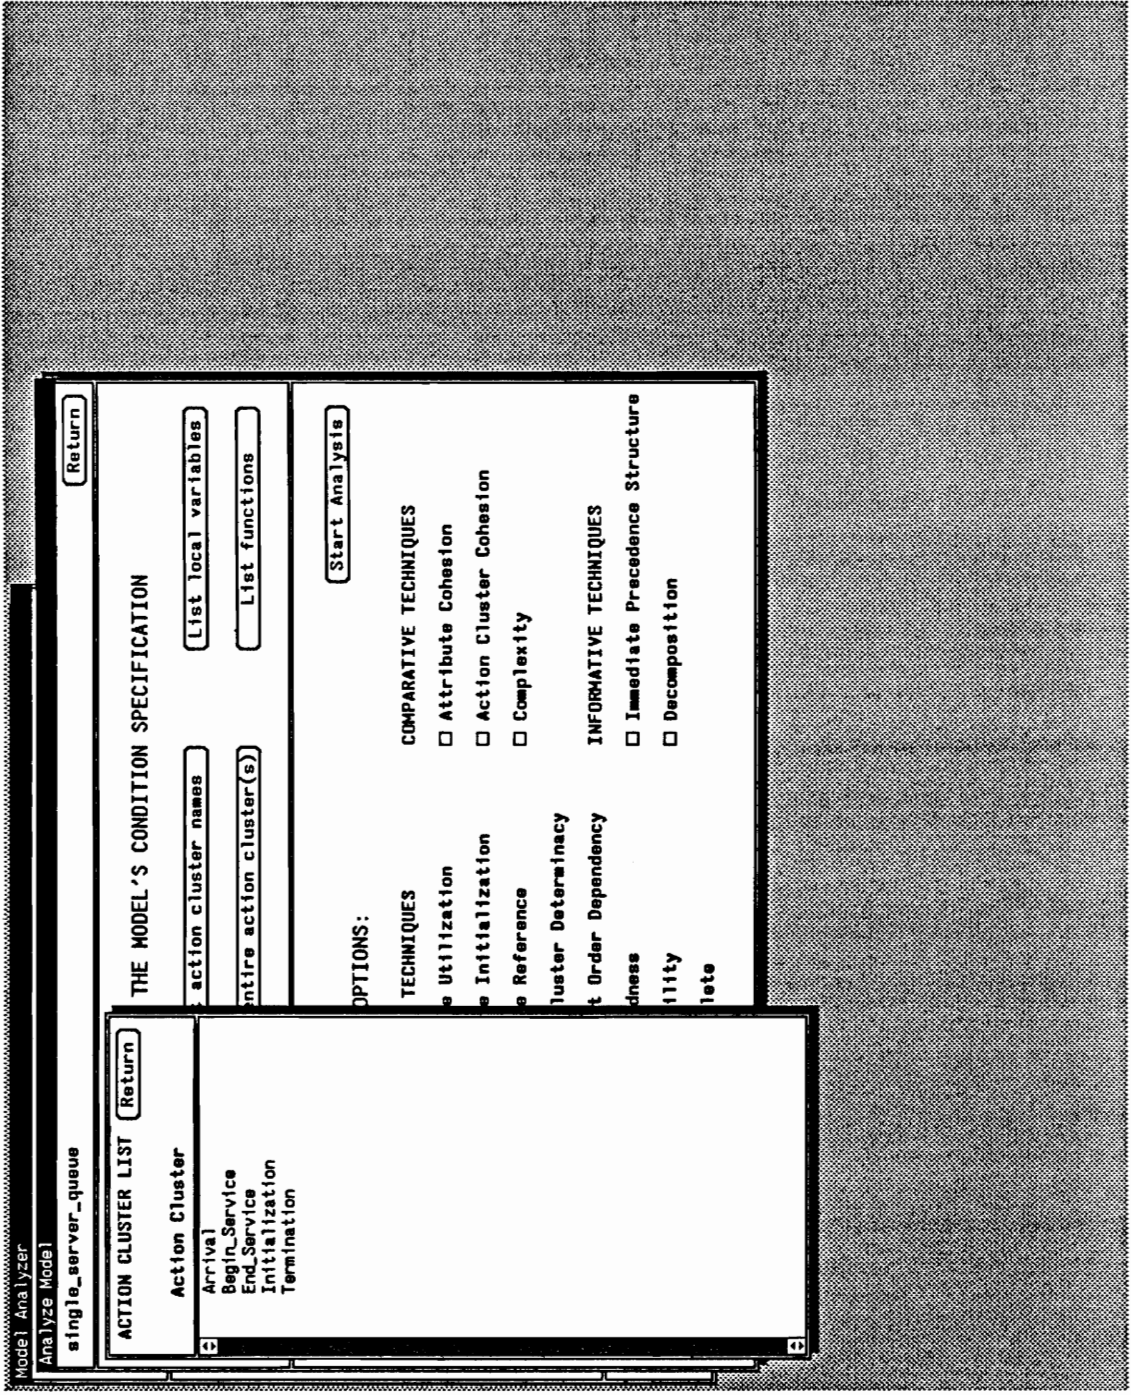 Model Analyzer
Analyze Model
single_server_queue
Return
THE MODEL'S CONDITION SPECIFICATION
action cluster names
List local variables
entire action cluster(s)
List functions
OPTIONS:
Start Analysis
TECHNIQUES
COMPARATIVE TECHNIQUES
e Utilization
□ Attribute Cohesion
e Initialization
□ Action Cluster Cohesion
e Reference
□ Complexity
luster Determinacy
t Order Dependency
INFORMATIVE TECHNIQUES
dness
□ Immediate Precedence Structure
ility
□ Decomposition
lete
ACTION CLUSTER LIST
Return
Action Cluster
Arrival
Begin_Service
End_Service
Initialization
Termination